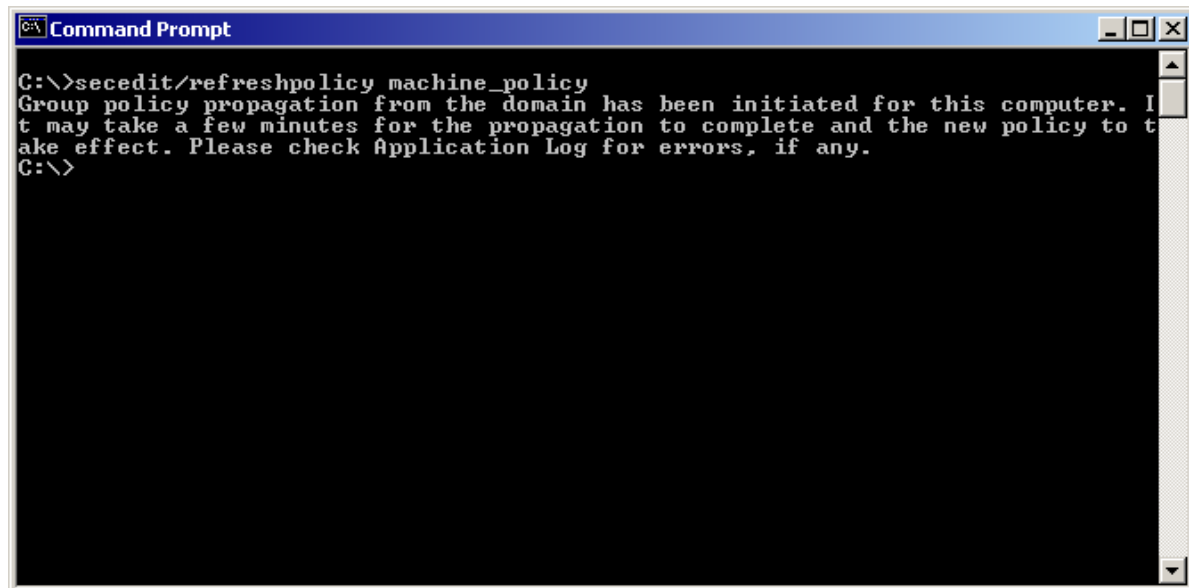 Command Prompt
C:\>secedit/refreshpolicy machine_policy
Group policy propagation from the domain has been initiated for this computer. I
t may take a few minutes for the propagation to complete and the new policy to t
ake effect. Please check Application Log for errors, if any.
C:\>